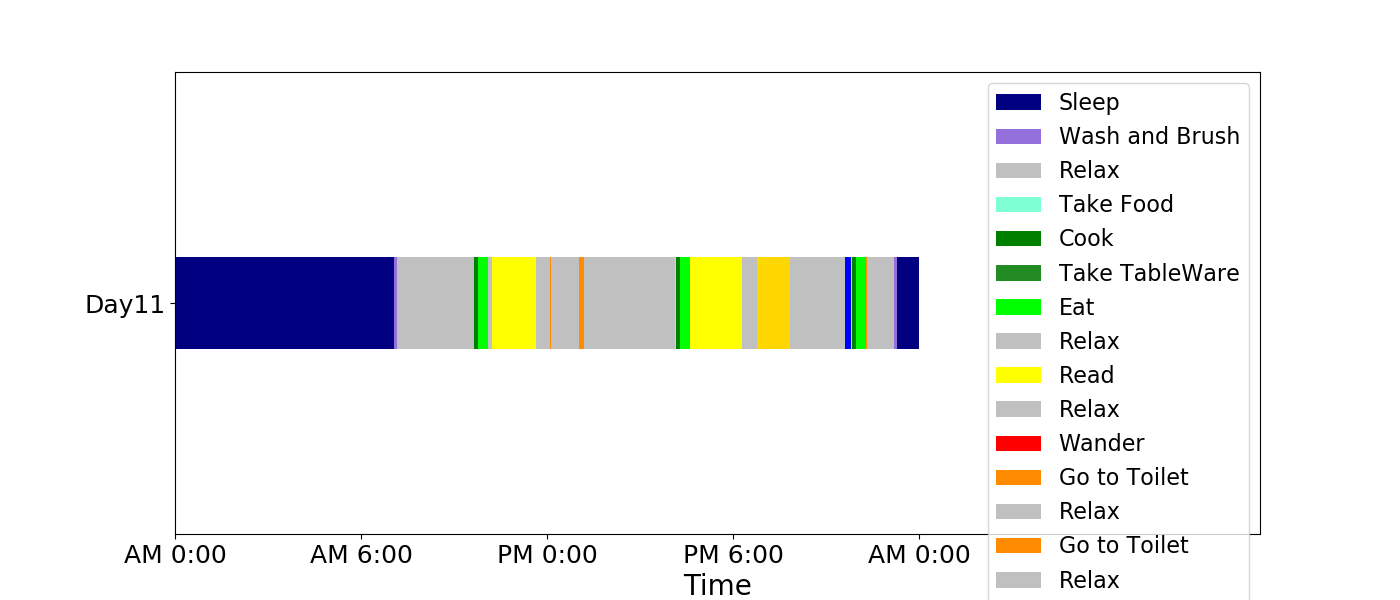 Sleep
Wash and Brush
Relax
Take Food
Cook
Take TableWare
Eat
Relax
Read
Relax
Wander
Go to Toilet
Relax
Go to Toilet
Relax
Day11
AM 0:00 AM 6:00 PM 0:00 PM 6:00 AM 0:00
Time